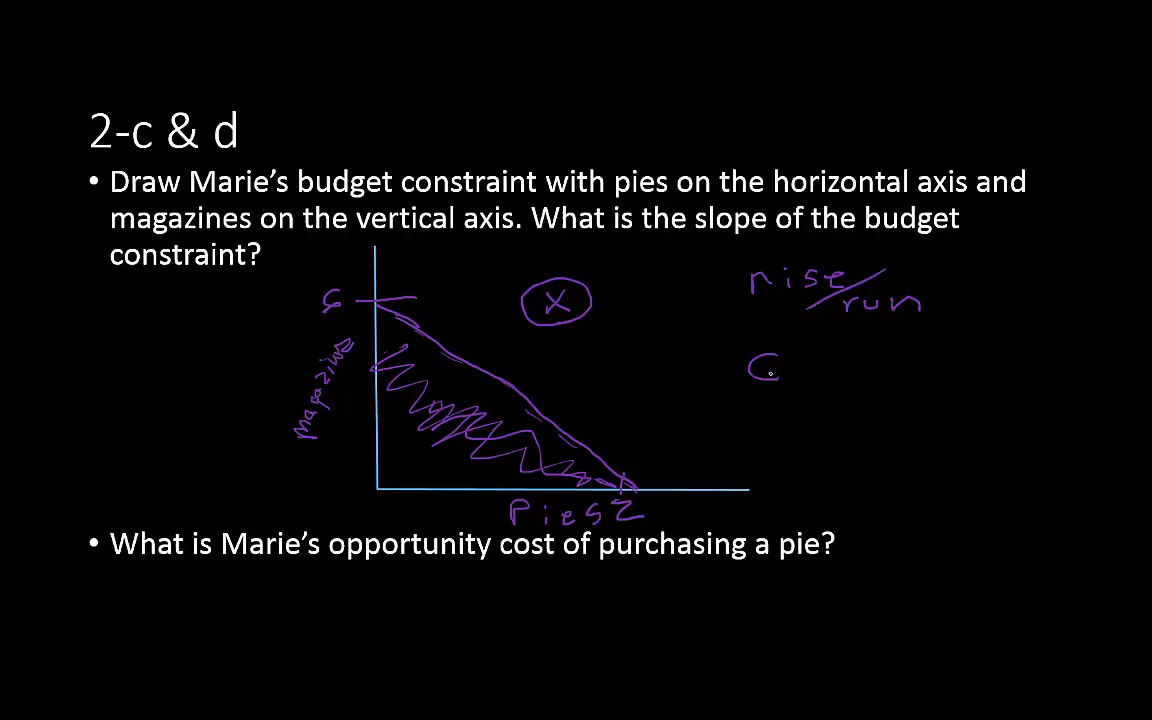 2-c & d
• Draw Marie’s budget constraint with pies on the horizontal axis and
magazines on the vertical axis. What is the slope of the budget
constraint?
rise/run
6
X
magazines
Pies 2
• What is Marie’s opportunity cost of purchasing a pie?